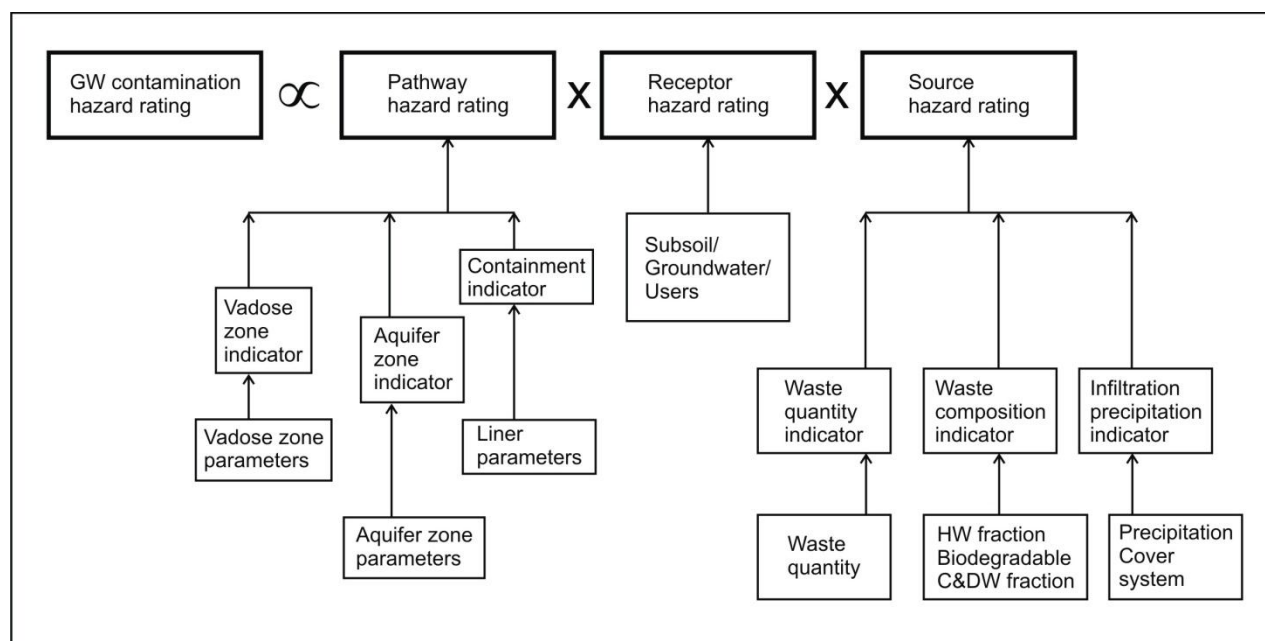 GW contamination
hazard rating
∝
Pathway
hazard rating
X
Receptor
hazard rating
X
Source
hazard rating
Vadose
zone
indicator
Aquifer
zone
indicator
Containment
indicator
Subsoil/
Groundwater/
Users
Waste
quantity
indicator
Waste
composition
indicator
Infiltration
precipitation
indicator
Vadose zone
parameters
Aquifer zone
parameters
Liner
parameters
Waste
quantity
HW fraction
Biodegradable
C&DW fraction
Precipitation
Cover
system